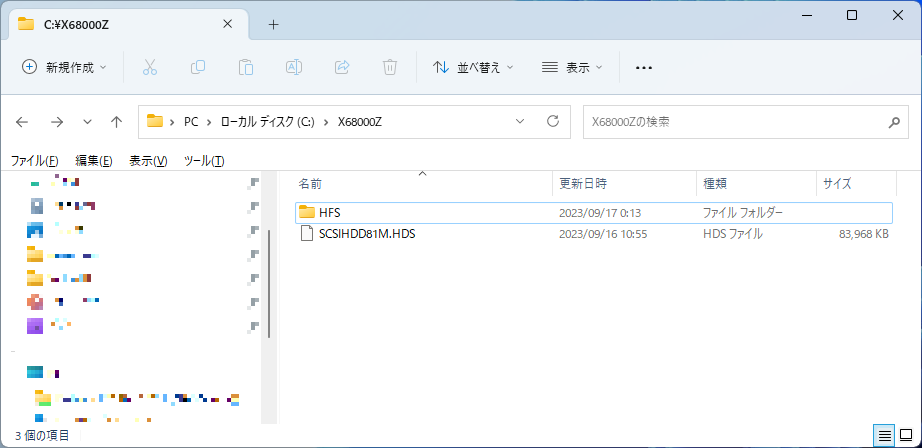 C:¥X68000Z
新規作成
並べ替え
表示
PC
ローカル ディスク (C:)
X68000Z
X68000Zの検索
ファイル(F)
編集(E)
表示(V)
ツール(T)
名前
更新日時
種類
サイズ
HFS
2023/09/17 0:13
ファイル フォルダー
SCSIHDD81M.HDS
2023/09/16 10:55
HDS ファイル
83,968 KB
3 個の項目